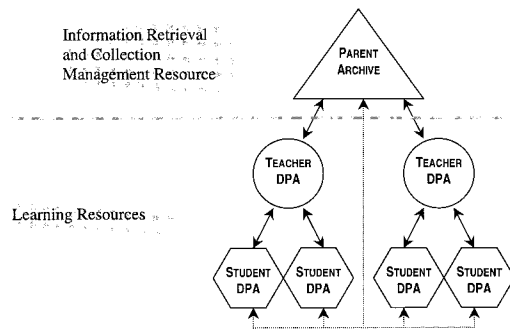 Information Retrieval
and Collection
Management Resource
PARENT
ARCHIVE
TEACHER
DPA
TEACHER
DPA
Learning Resources
STUDENT
DPA
STUDENT
DPA
STUDENT
DPA
STUDENT
DPA